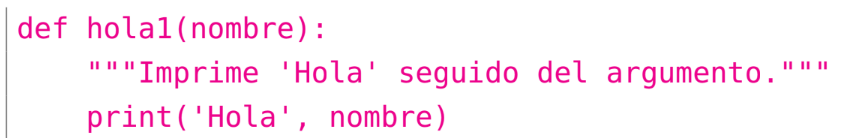 def hola1(nombre):
    """Imprime 'Hola' seguido del argumento."""
    print('Hola', nombre)